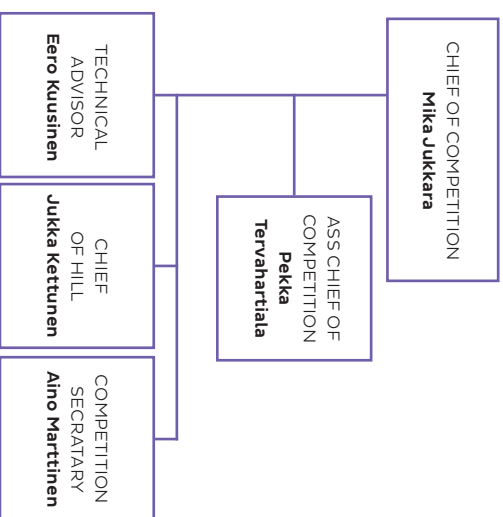 CHIEF OF COMPETITION
Mika Jukkara
ASS CHIEF OF
COMPETITION
Pekka
Tervahartiala
TECHNICAL
ADVISOR
Eero Kuusinen
CHIEF
OF HILL
Jukka Kettunen
COMPETITION
SECRATARY
Aino Marttinen